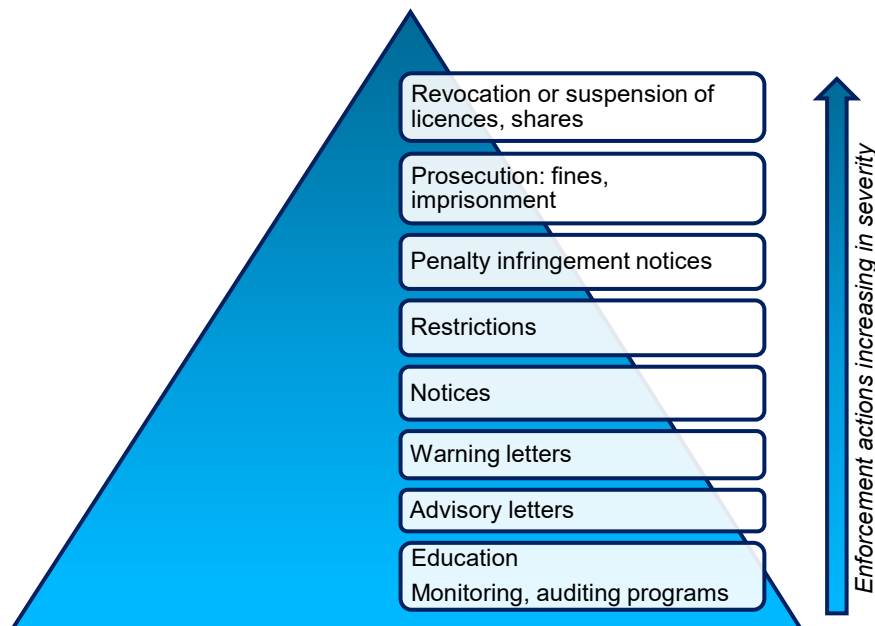 Revocation or suspension of
licences, shares
Prosecution: fines,
imprisonment
Penalty infringement notices
Restrictions
Notices
Warning letters
Advisory letters
Education
Monitoring, auditing programs
Enforcement actions increasing in severity